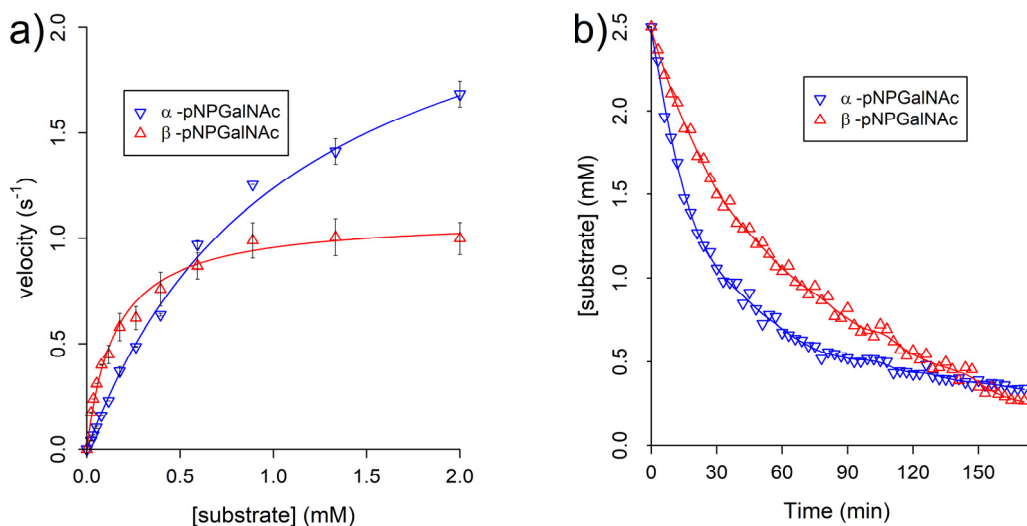 a)
velocity (s-1)
2.0
1.5
1.0
0.5
0.0
α -pNPGalNAc
β -pNPGalNAc
0.0 0.5 1.0 1.5 2.0
[substrate] (mM)
b)
[substrate] (mM)
2.5
2.0
1.5
1.0
0.5
0.0
α -pNPGalNAc
β -pNPGalNAc
0 30 60 90 120 150
Time (min)